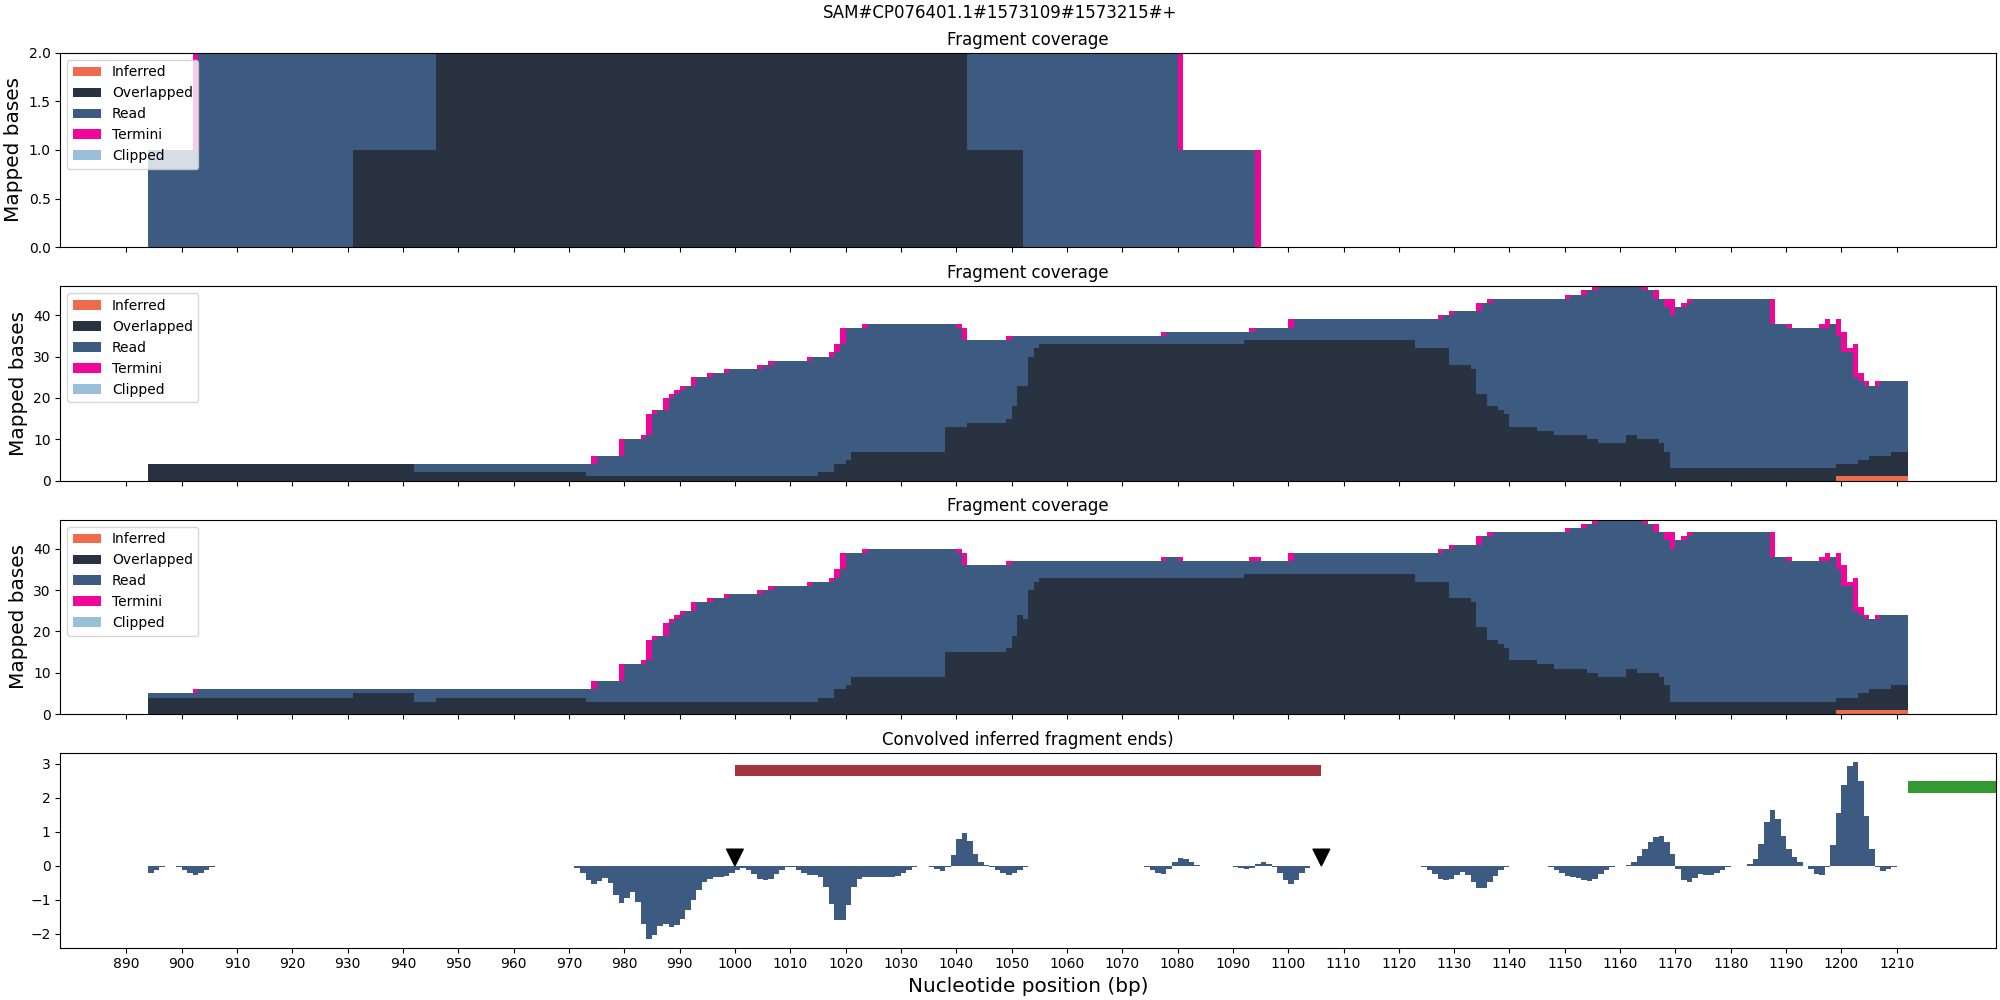 SAM#CP076401.1#1573109#1573215#+
Fragment coverage
Mapped bases
2.0
1.5
1.0
0.5
0.0
Inferred
Overlapped
Read
Termini
Clipped
Fragment coverage
Mapped bases
40
30
20
10
0
Inferred
Overlapped
Read
Termini
Clipped
Fragment coverage
Mapped bases
40
30
20
10
0
Inferred
Overlapped
Read
Termini
Clipped
Convolved inferred fragment ends)
3
2
1
0
−1
−2
890 900 910 920 930 940 950 960 970 980 990 1000 1010 1020 1030 1040 1050 1060 1070 1080 1090 1100 1110 1120 1130 1140 1150 1160 1170 1180 1190 1200 1210
Nucleotide position (bp)